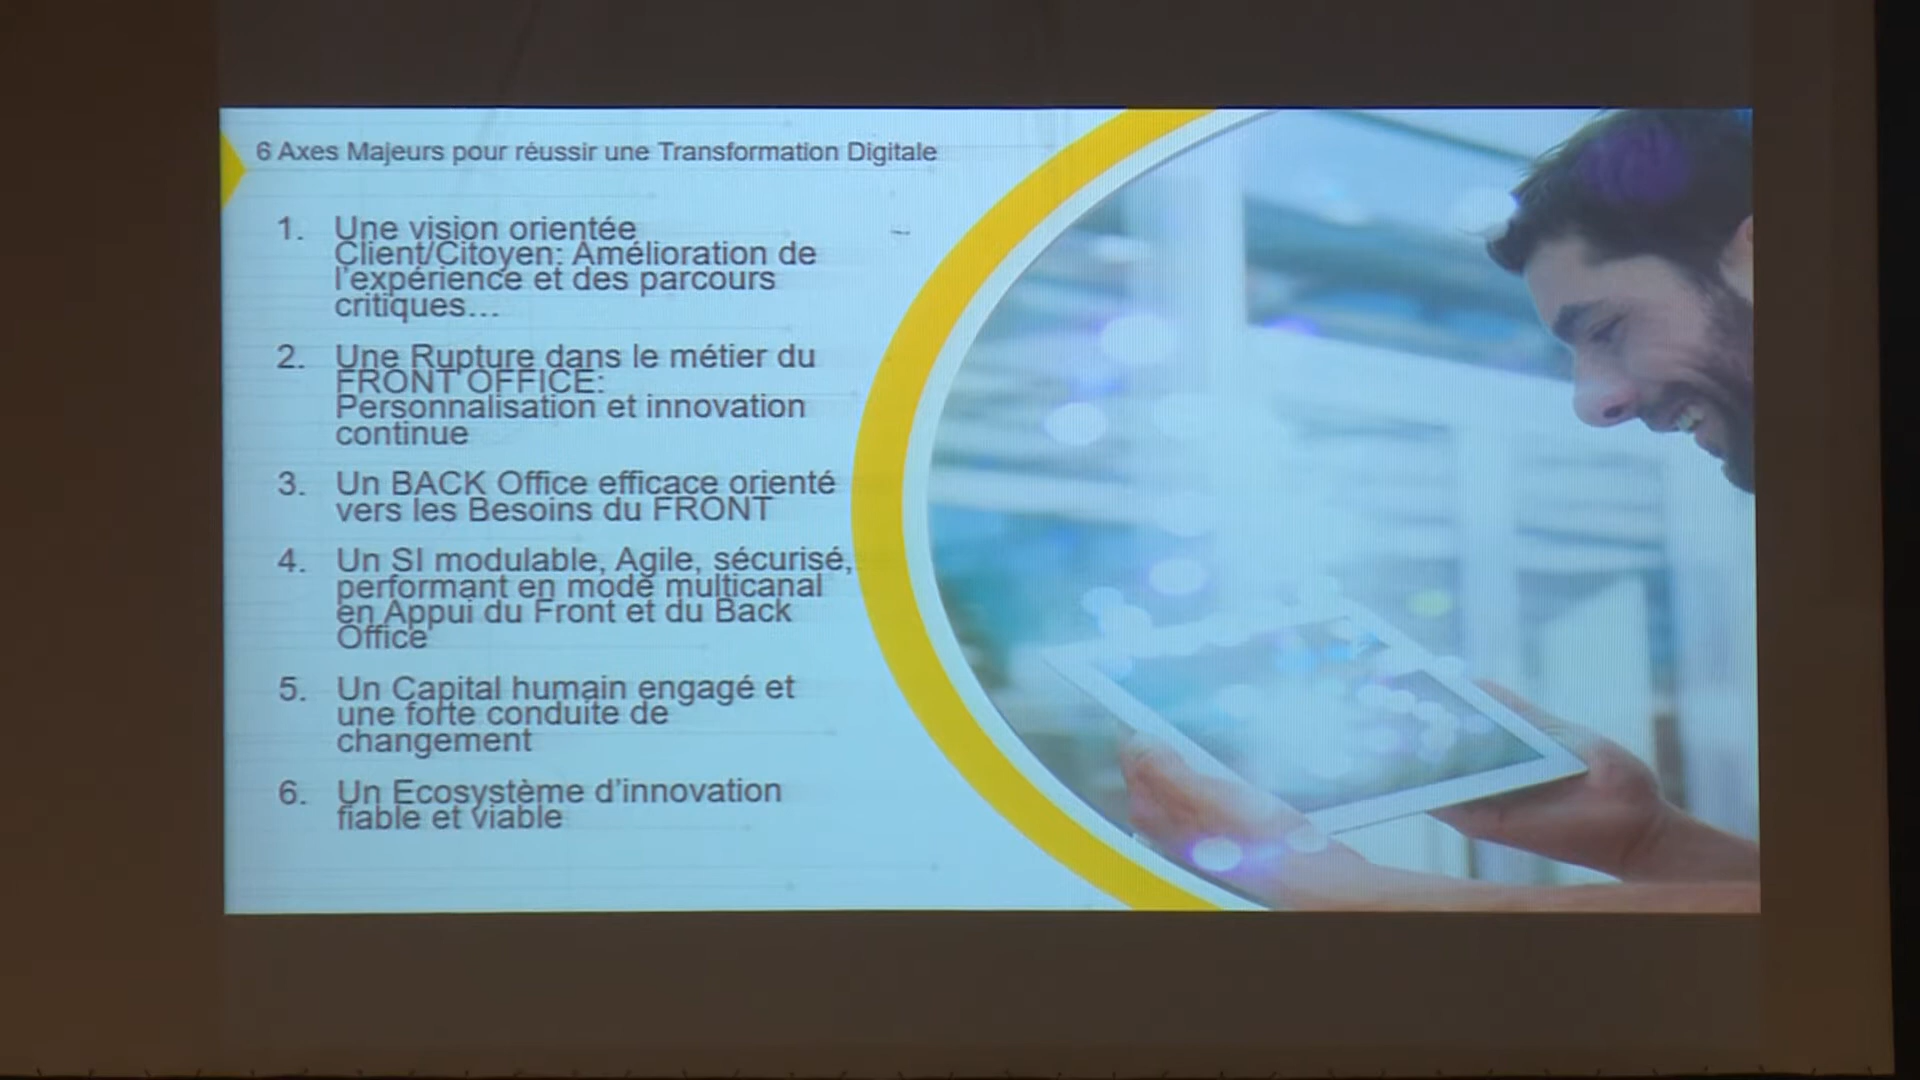 6 Axes Majeurs pour réussir une Transformation Digitale
1. Une vision orientée
Client/Citoyen: Amélioration de
l'expérience et des parcours
critiques...
2. Une Rupture dans le métier du
FRONT OFFICE:
Personnalisation et innovation
continue
3. Un BACK Office efficace orienté
vers les Besoins du FRONT
4. Un SI modulable, Agile, sécurisé,
performant en mode multicanal
en Appui du Front et du Back
Office
5. Un Capital humain engagé et
une forte conduite de
changement
6. Un Ecosystème d'innovation
fiable et viable